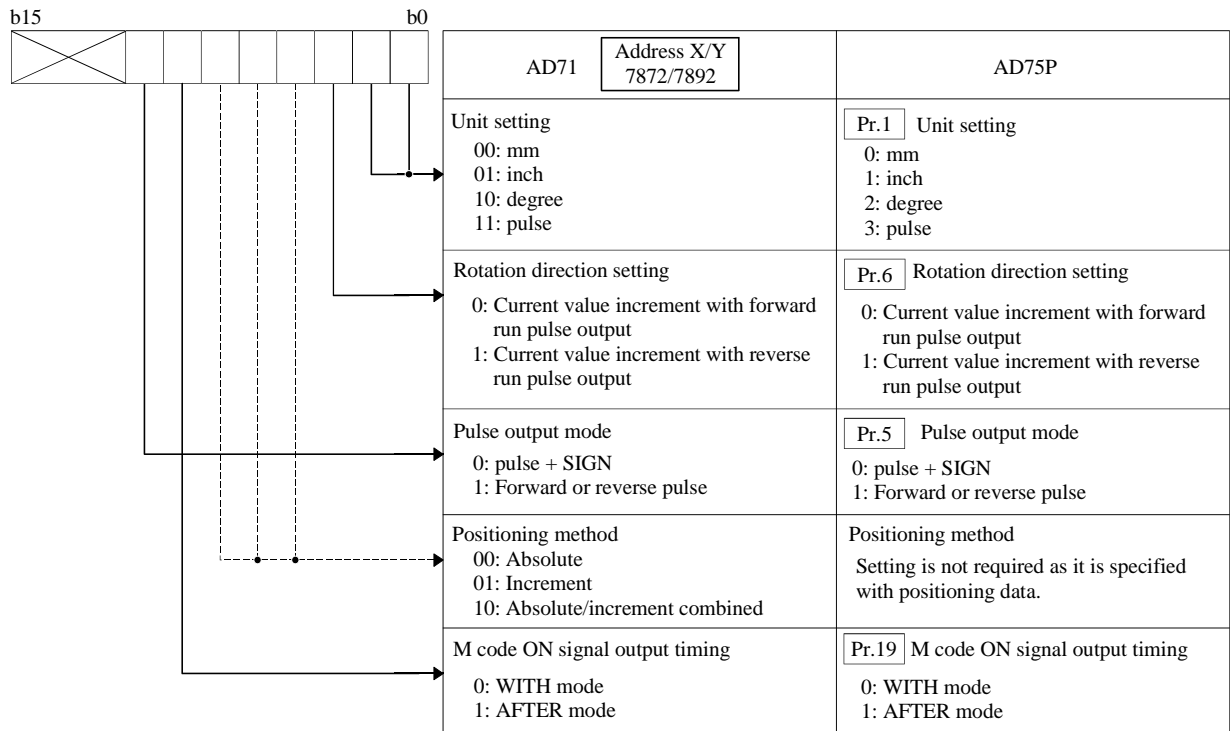 b15 b0
AD71
Address X/Y
7872/7892
AD75P
Unit setting
00: mm
01: inch
10: degree
11: pulse
Pr.1 Unit setting
0: mm
1: inch
2: degree
3: pulse
Rotation direction setting
0: Current value increment with forward
run pulse output
1: Current value increment with reverse
run pulse output
Pr.6 Rotation direction setting
0: Current value increment with forward
run pulse output
1: Current value increment with reverse
run pulse output
Pulse output mode
0: pulse + SIGN
1: Forward or reverse pulse
Pr.5 Pulse output mode
0: pulse + SIGN
1: Forward or reverse pulse
Positioning method
00: Absolute
01: Increment
10: Absolute/increment combined
Positioning method
Setting is not required as it is specified
with positioning data.
M code ON signal output timing
0: WITH mode
1: AFTER mode
Pr.19 M code ON signal output timing
0: WITH mode
1: AFTER mode